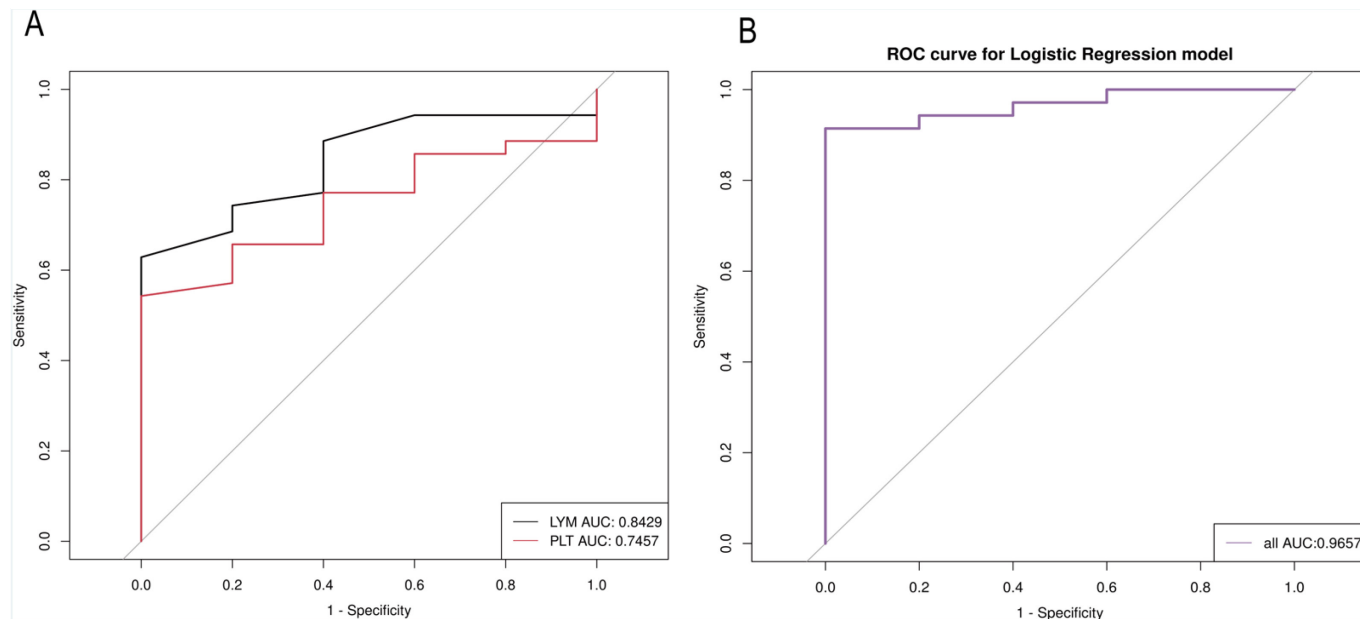 A
1.0
0.8
0.6
0.4
0.2
0.0
Sensitivity
LYM AUC: 0.8429
PLT AUC: 0.7457
0.0 0.2 0.4 0.6 0.8 1.0
1 - Specificity
B
ROC curve for Logistic Regression model
1.0
0.8
0.6
0.4
0.2
0.0
Sensitivity
all AUC:0.9657
0.0 0.2 0.4 0.6 0.8 1.0
1 - Specificity